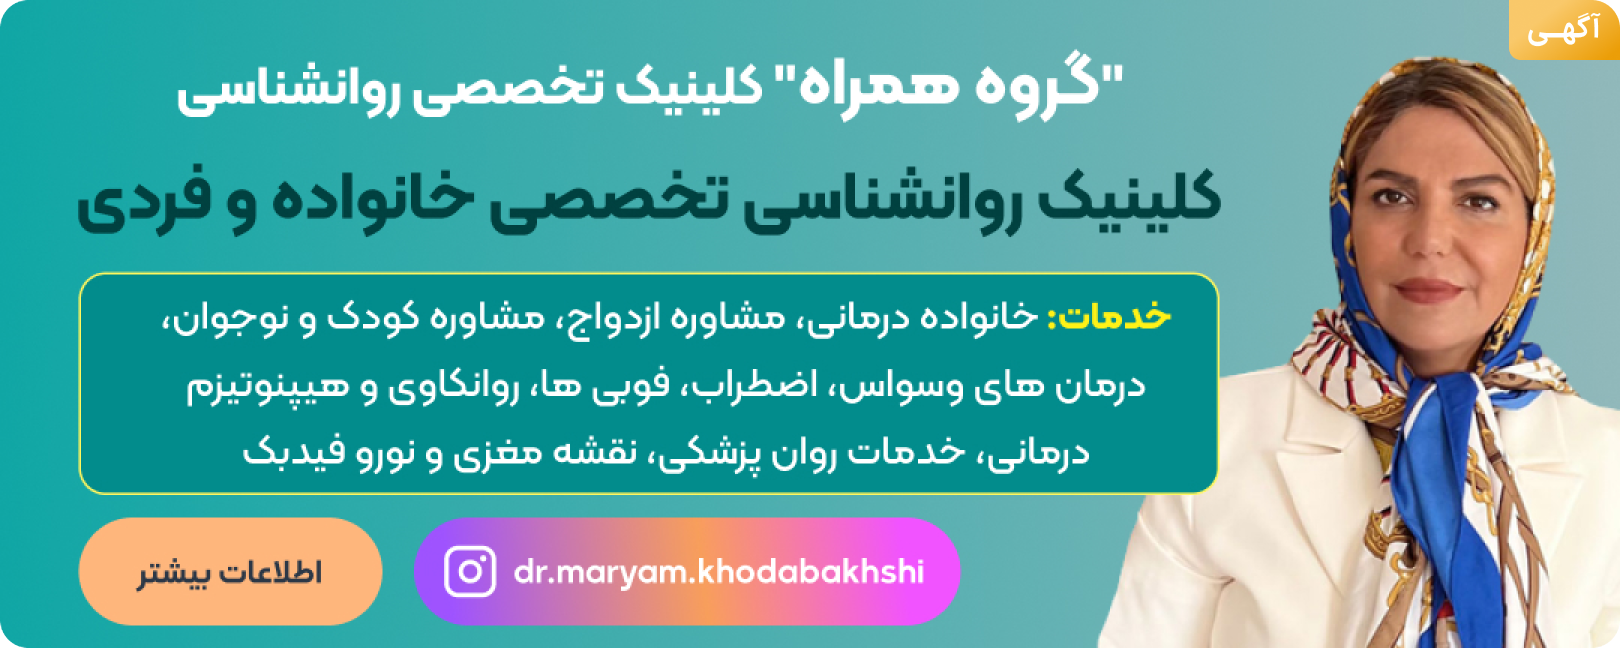 آگهی
"گروه همراه" کلینیک تخصصی روانشناسی
کلینیک روانشناسی تخصصی خانواده و فردی
خدمات: خانواده درمانی، مشاوره ازدواج، مشاوره کودک و نوجوان،
درمان های وسواس، اضطراب، فوبی ها، روانکاوی و هیپنوتیزم
درمانی، خدمات روان پزشکی، نقشه مغزی و نورو فیدبک
dr.maryam.khodabakhshi
اطلاعات بیشتر